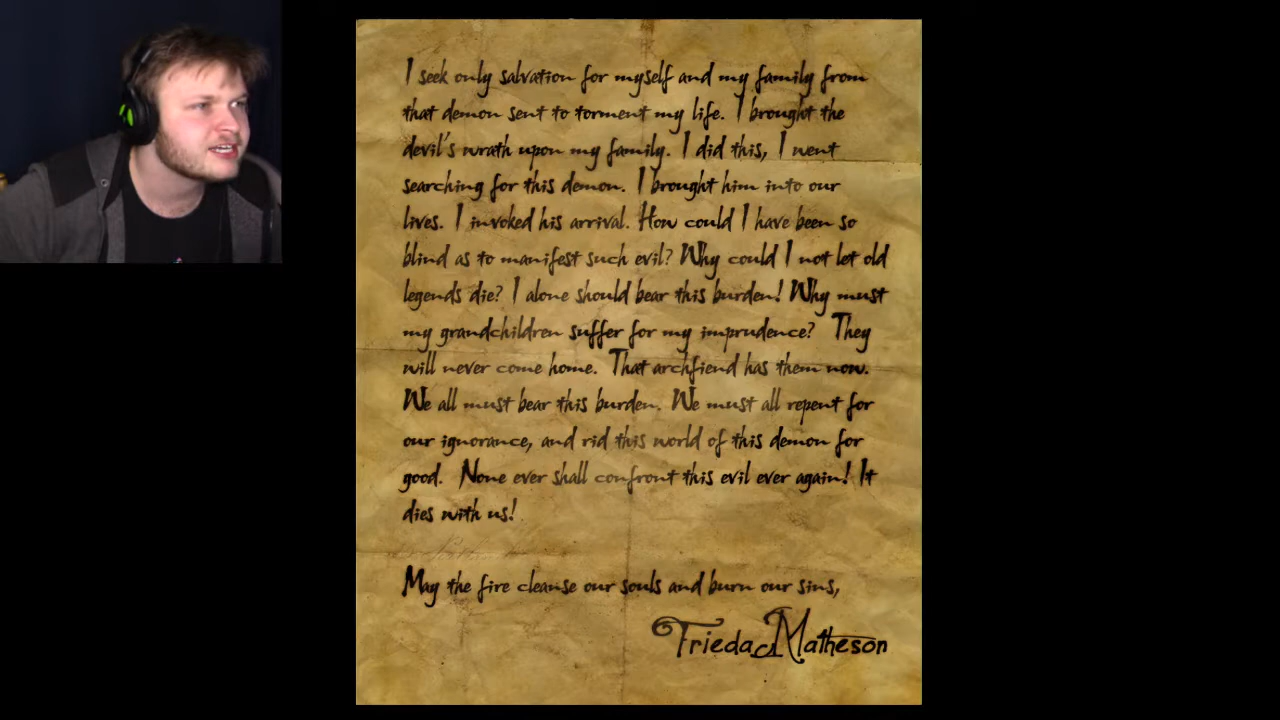 I seek only salvation for myself and my family from
that demon sent to torment my life. I brought the
devil's wrath upon my family. I did this, I went
searching for this demon. I brought him into our
lives. I invoked his arrival. How could I have been so
blind as to manifest such evil? Why could I not let old
legends die? I alone should bear this burden! Why must
my grandchildren suffer for my imprudence? They
will never come home. That archfiend has them now.
We all must bear this burden. We must all repent for
our ignorance, and rid this world of this demon for
good. None ever shall confront this evil ever again! It
dies with us!
May the fire cleanse our souls and burn our sins,
Frieda Matheson